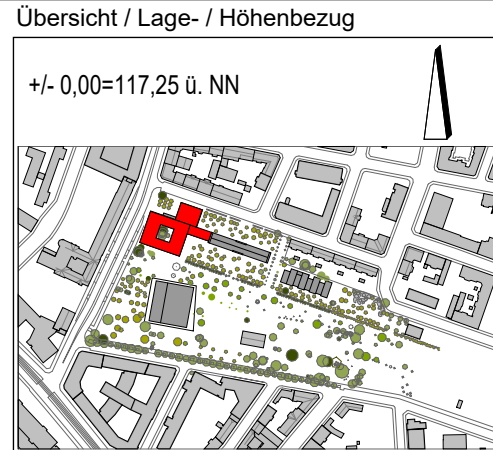 Übersicht / Lage- / Höhenbezug
+/- 0,00=117,25 ü. NN